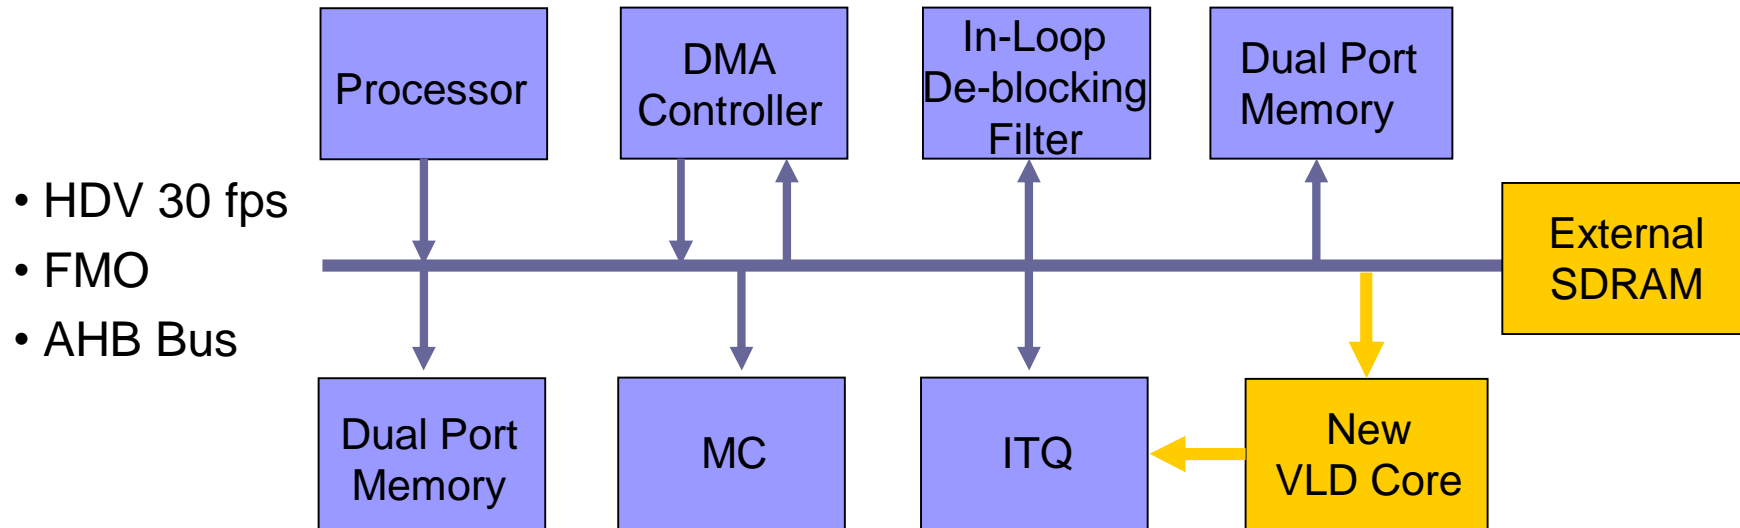 Processor
DMA
Controller
In-Loop
De-blocking
Filter
Dual Port
Memory
• HDV 30 fps
• FMO
• AHB Bus
External
SDRAM
Dual Port
Memory
MC
ITQ
New
VLD Core